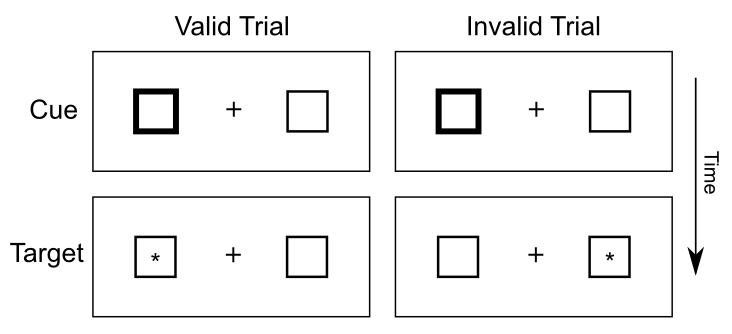 Valid Trial
Invalid Trial
Cue
+
+
Time
Target
*
+
+
*